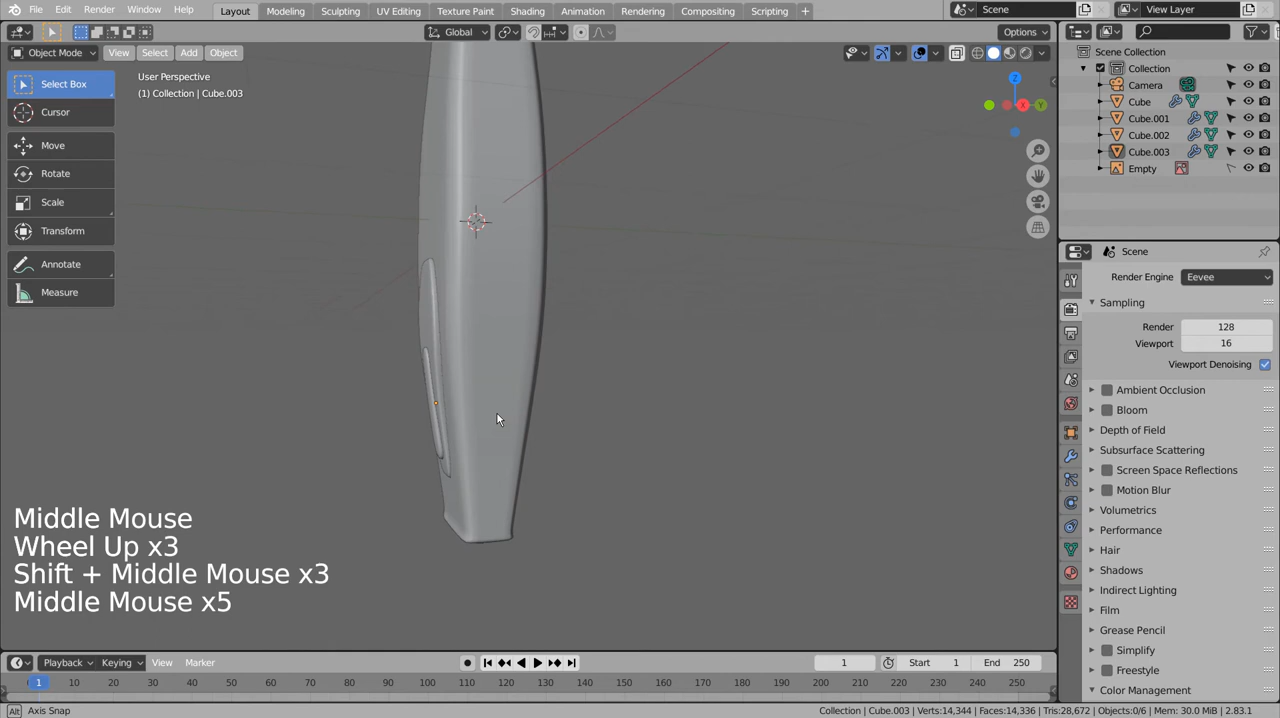 File Edit Render Window Help Layout Modeling Sculpting UV Editing Texture Paint Shading Animation Rendering Compositing Scripting + Scene View Layer
Global Options
Object Mode View Select Add Object
User Perspective
(1) Collection | Cube.003
Select Box
Cursor
Move
Rotate
Scale
Transform
Annotate
Measure
X
Y
Z
Middle Mouse
Wheel Up x3
Shift + Middle Mouse x3
Middle Mouse x5
Scene Collection
Collection
Camera
Cube
Cube.001
Cube.002
Cube.003
Empty
Scene
Render Engine Eevee
Sampling
Render 128
Viewport 16
Viewport Denoising
Ambient Occlusion
Bloom
Depth of Field
Subsurface Scattering
Screen Space Reflections
Motion Blur
Volumetrics
Performance
Hair
Shadows
Indirect Lighting
Film
Grease Pencil
Simplify
Freestyle
Color Management
Playback Keying View Marker 1 Start 1 End 250
1 10 20 30 40 50 60 70 80 90 100 110 120 130 140 150 160 170 180 190 200 210 220 230 240 250
Alt Axis Snap Collection | Cube.003 | Verts:14,344 | Faces:14,336 | Tris:28,672 | Objects:0/6 | Mem: 30.0 MiB | 2.83.1